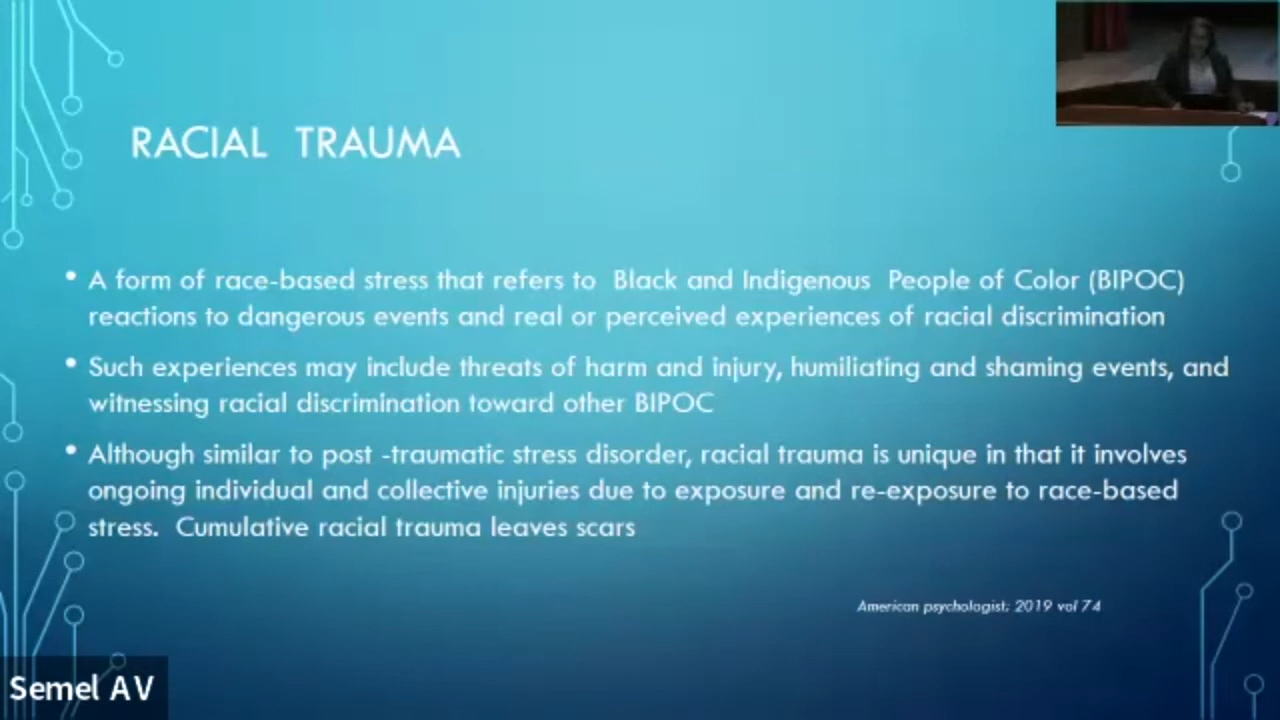 RACIAL TRAUMA
• A form of race-based stress that refers to Black and Indigenous People of Color (BIPOC)
reactions to dangerous events and real or perceived experiences of racial discrimination
• Such experiences may include threats of harm and injury, humiliating and shaming events, and
witnessing racial discrimination toward other BIPOC
• Although similar to post -traumatic stress disorder, racial trauma is unique in that it involves
ongoing individual and collective injuries due to exposure and re-exposure to race-based
stress. Cumulative racial trauma leaves scars
American psychologist; 2019 vol 74
Semel AV